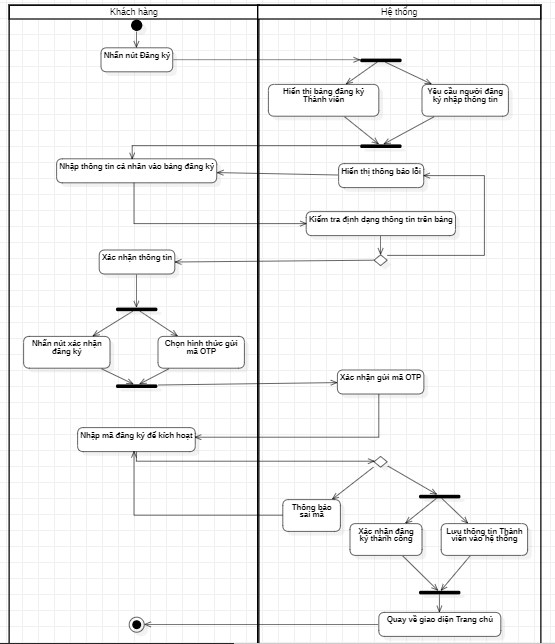 Khách hàng
Hệ thống
Nhấn nút Đăng ký
Hiển thị bảng đăng ký
Thành viên
Yêu cầu người đăng
ký nhập thông tin
Nhập thông tin cá nhân vào bảng đăng ký
Hiển thị thông báo lỗi
Kiểm tra định dạng thông tin trên bảng
Xác nhận thông tin
Nhấn nút xác nhận
đăng ký
Chọn hình thức gửi
mã OTP
Xác nhận gửi mã OTP
Nhập mã đăng ký để kích hoạt
Thông báo
sai mã
Xác nhận đăng
ký thành công
Lưu thông tin Thành
viên vào hệ thống
Quay về giao diện Trang chủ